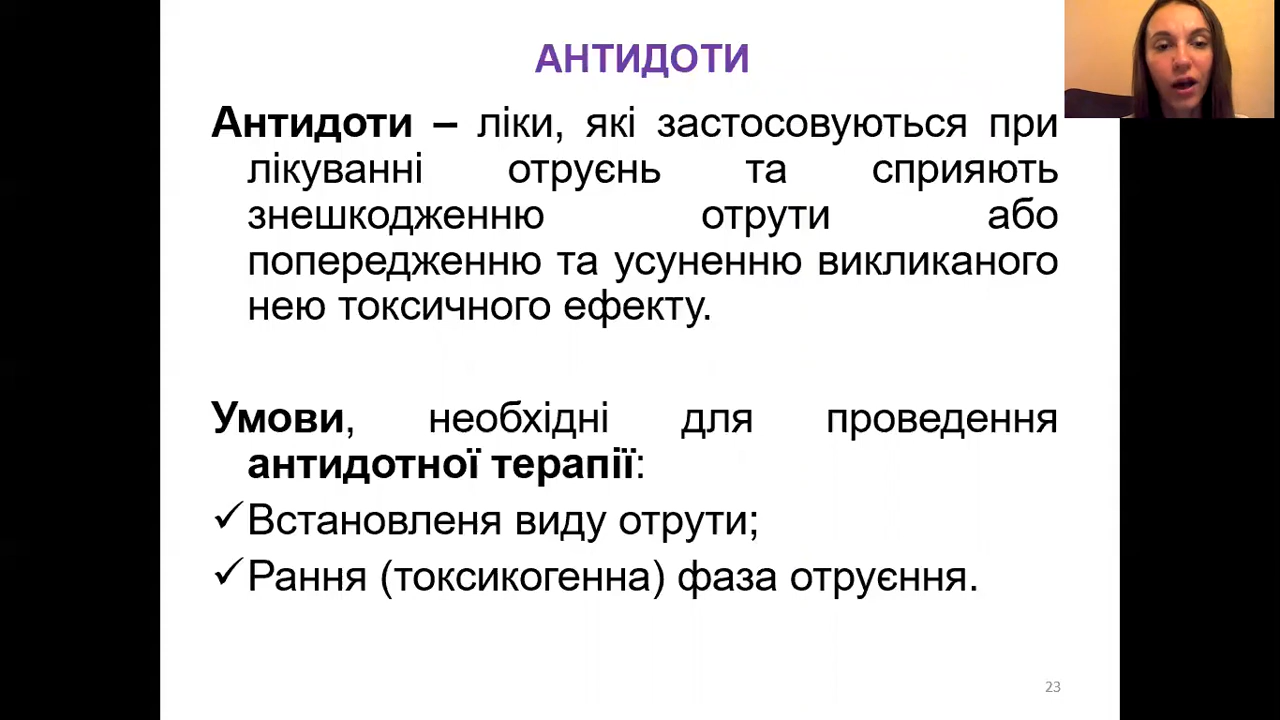 АНТИДОТИ
Антидоти – ліки, які застосовуються при
лікуванні отруєнь та сприяють
знешкодженню отрути або
попередженню та усуненню викликаного
нею токсичного ефекту.
Умови, необхідні для проведення
антидотної терапії:
✓Встановленя виду отрути;
✓Рання (токсикогенна) фаза отруєння.
23